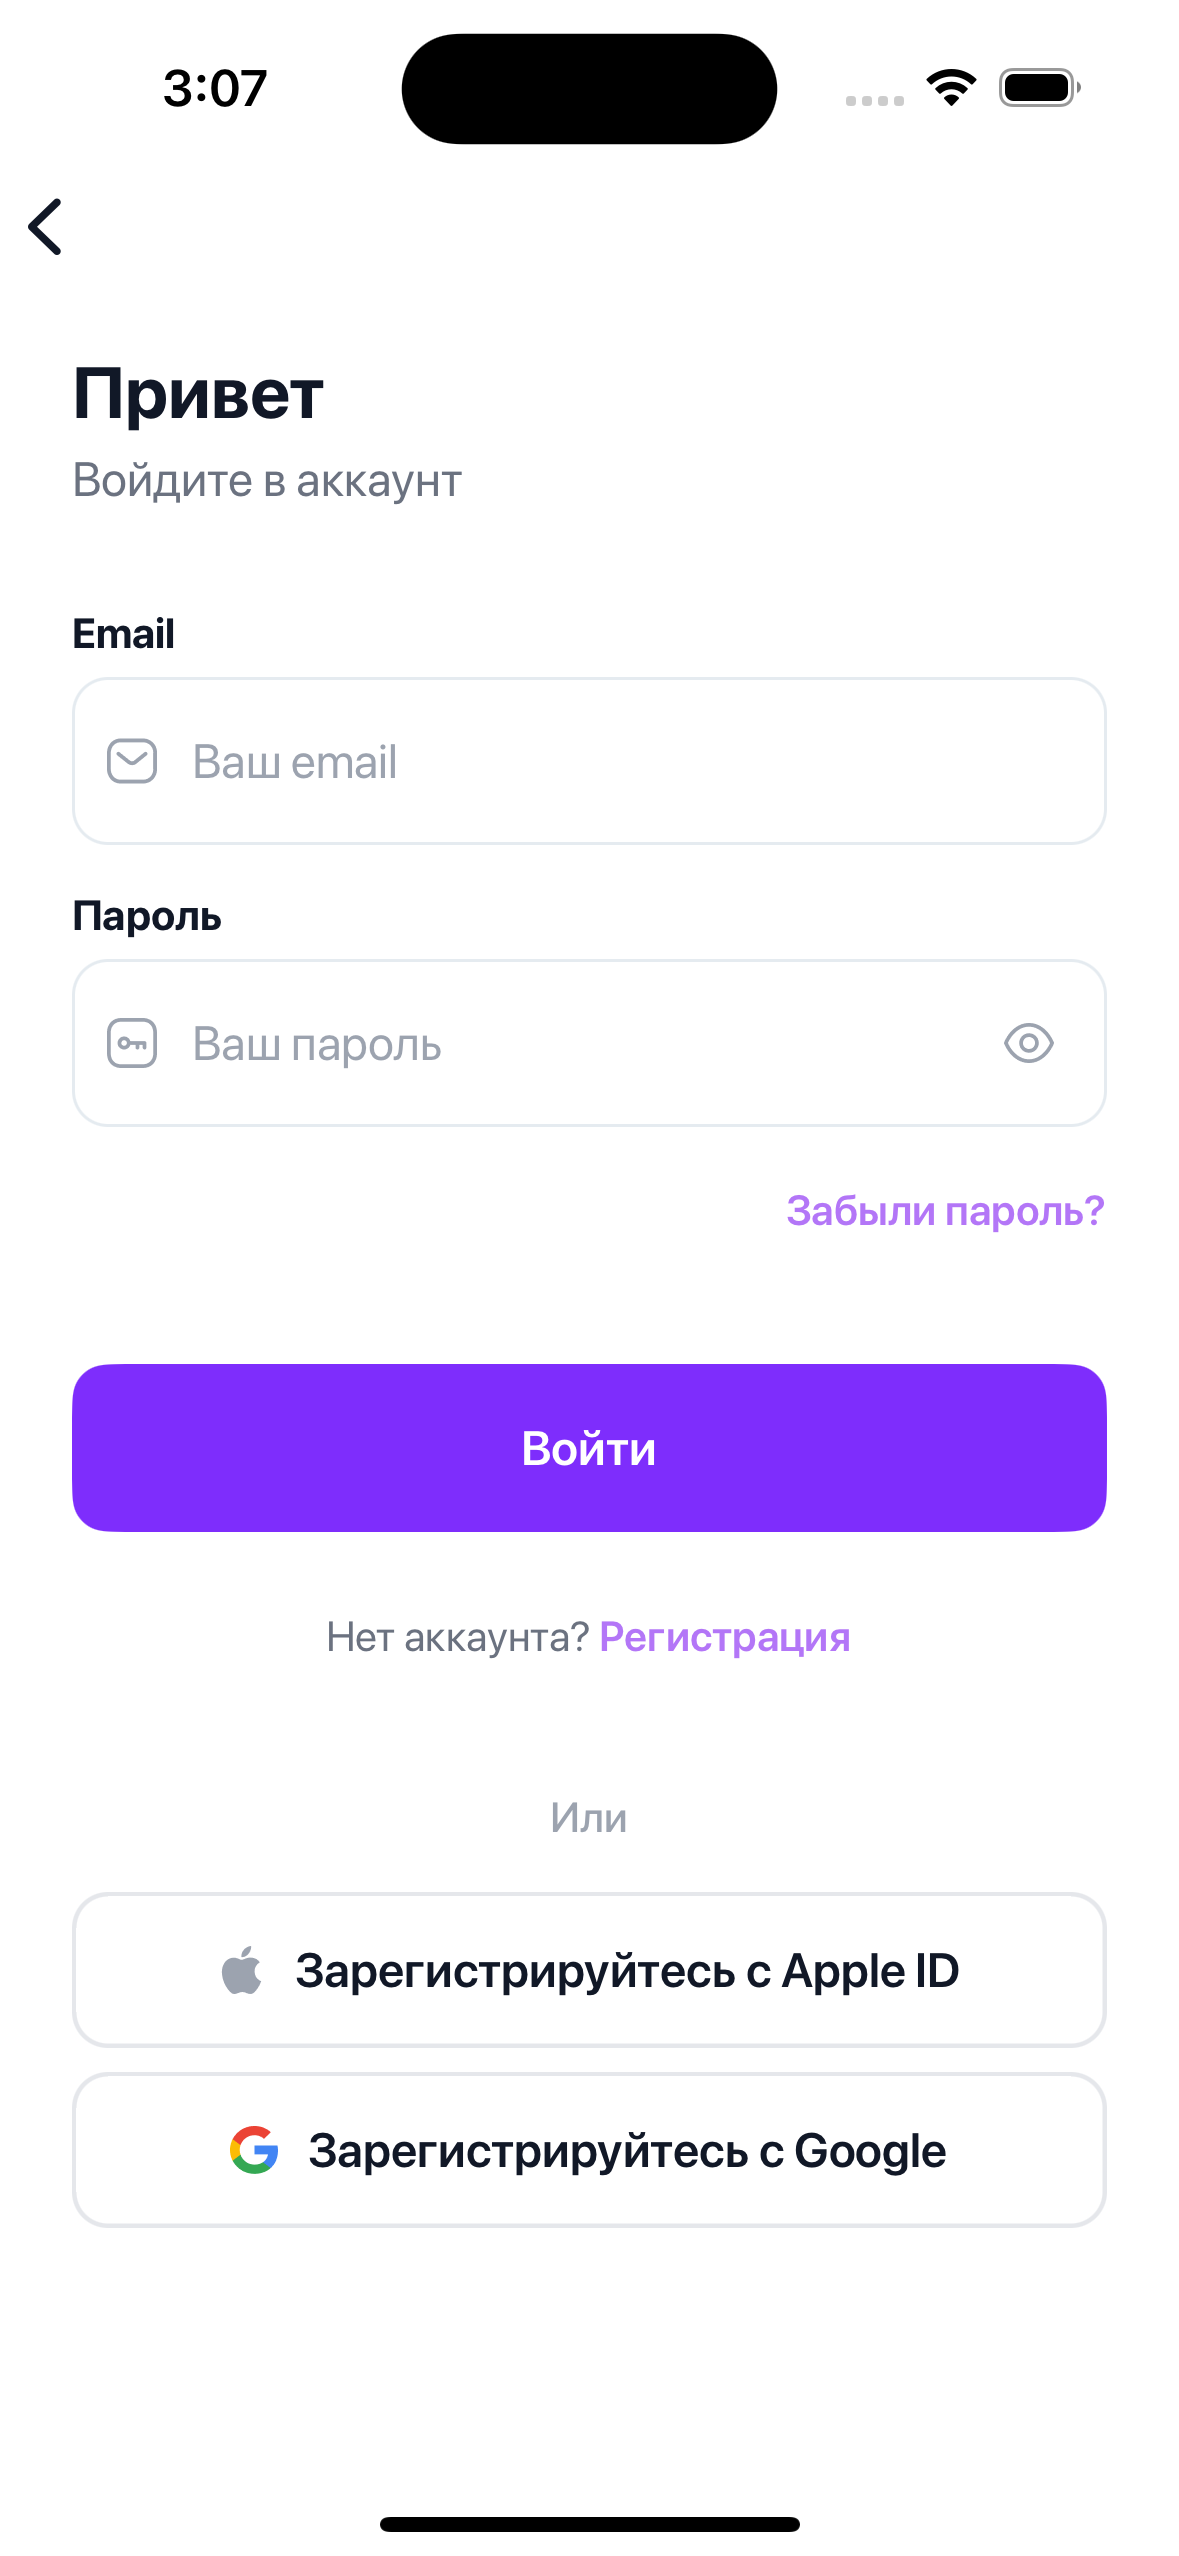 3:07
Привет
Войдите в аккаунт
Email
Ваш email
Пароль
Ваш пароль
Забыли пароль?
Войти
Нет аккаунта? Регистрация
Или
Зарегистрируйтесь с Apple ID
Зарегистрируйтесь с Google